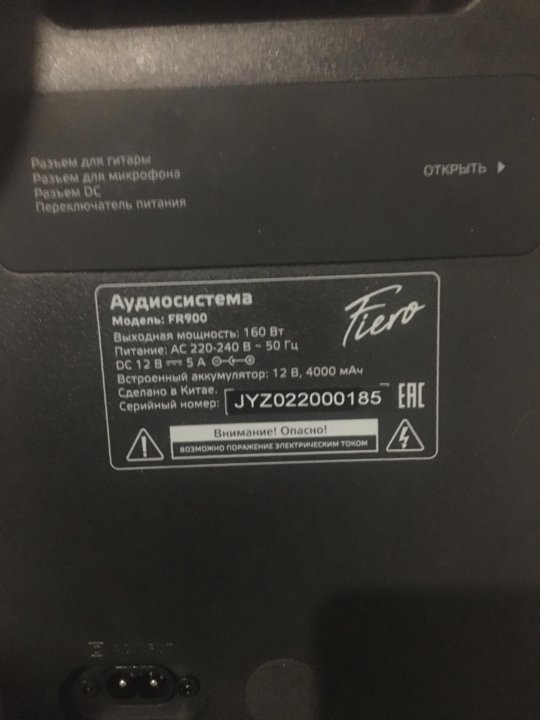 Разъем для гитары
Разъем для микрофона
Разъем DC
Переключатель питания
ОТКРЫТЬ
Аудиосистема
Модель: FR900
Fiero
Выходная мощность: 160 Вт
Питание: AC 220-240 В ~ 50 Гц
DC 12 В 5 А
Встроенный аккумулятор: 12 В, 4000 мАч
Сделано в Китае.
Серийный номер: JYZ022000185 EAC
Внимание! Опасно!
ВОЗМОЖНО ПОРАЖЕНИЕ ЭЛЕКТРИЧЕСКИМ ТОКОМ